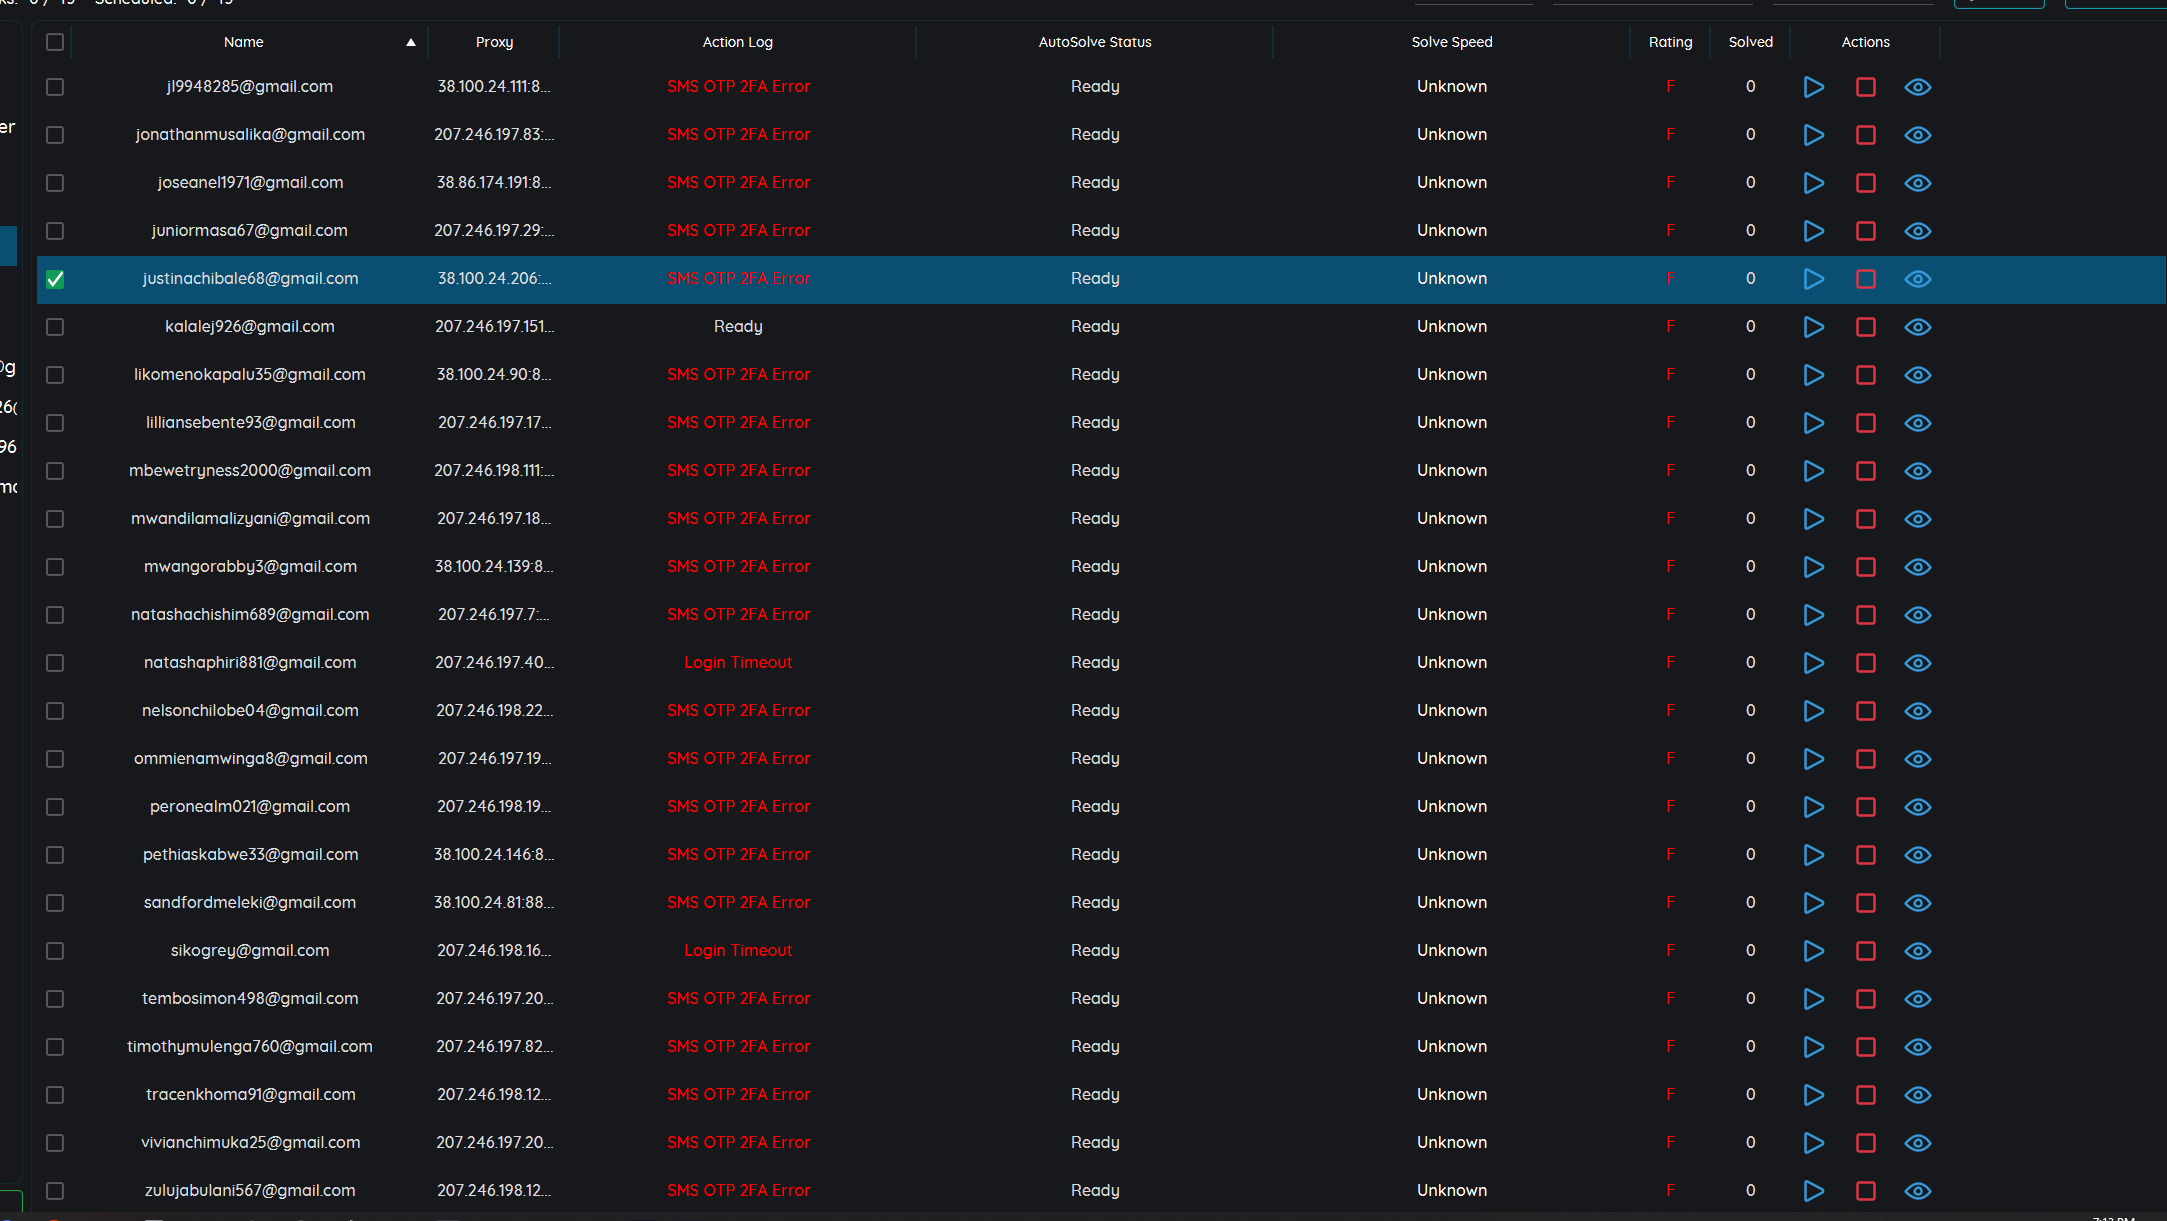 Name Proxy Action Log AutoSolve Status Solve Speed Rating Solved Actions
jl9948285@gmail.com 38.100.24.111:8... SMS OTP 2FA Error Ready Unknown F 0
er
jonathanmusalika@gmail.com 207.246.197.83:... SMS OTP 2FA Error Ready Unknown F 0
joseanel1971@gmail.com 38.86.174.191:8... SMS OTP 2FA Error Ready Unknown F 0
juniormasa67@gmail.com 207.246.197.29:... SMS OTP 2FA Error Ready Unknown F 0
justinachibale68@gmail.com 38.100.24.206:... SMS OTP 2FA Error Ready Unknown F 0
kalalej926@gmail.com 207.246.197.151... Ready Ready Unknown F 0
@g
likomenokapalu35@gmail.com 38.100.24.90:8... SMS OTP 2FA Error Ready Unknown F 0
26@
lilliansebente93@gmail.com 207.246.197.17... SMS OTP 2FA Error Ready Unknown F 0
96
mbewetryness2000@gmail.com 207.246.198.111:... SMS OTP 2FA Error Ready Unknown F 0
mwandilamalizyani@gmail.com 207.246.197.18... SMS OTP 2FA Error Ready Unknown F 0
mwangorabby3@gmail.com 38.100.24.139:8... SMS OTP 2FA Error Ready Unknown F 0
natashachishim689@gmail.com 207.246.197.7:... SMS OTP 2FA Error Ready Unknown F 0
natashaphiri881@gmail.com 207.246.197.40... Login Timeout Ready Unknown F 0
nelsonchilobe04@gmail.com 207.246.198.22... SMS OTP 2FA Error Ready Unknown F 0
ommienamwinga8@gmail.com 207.246.197.19... SMS OTP 2FA Error Ready Unknown F 0
peronealm021@gmail.com 207.246.198.19... SMS OTP 2FA Error Ready Unknown F 0
pethiaskabwe33@gmail.com 38.100.24.146:8... SMS OTP 2FA Error Ready Unknown F 0
sandfordmeleki@gmail.com 38.100.24.81:88... SMS OTP 2FA Error Ready Unknown F 0
sikogrey@gmail.com 207.246.198.16... Login Timeout Ready Unknown F 0
tembosimon498@gmail.com 207.246.197.20... SMS OTP 2FA Error Ready Unknown F 0
timothymulenga760@gmail.com 207.246.197.82... SMS OTP 2FA Error Ready Unknown F 0
tracenkhoma91@gmail.com 207.246.198.12... SMS OTP 2FA Error Ready Unknown F 0
vivianchimuka25@gmail.com 207.246.197.20... SMS OTP 2FA Error Ready Unknown F 0
zulujabulani567@gmail.com 207.246.198.12... SMS OTP 2FA Error Ready Unknown F 0